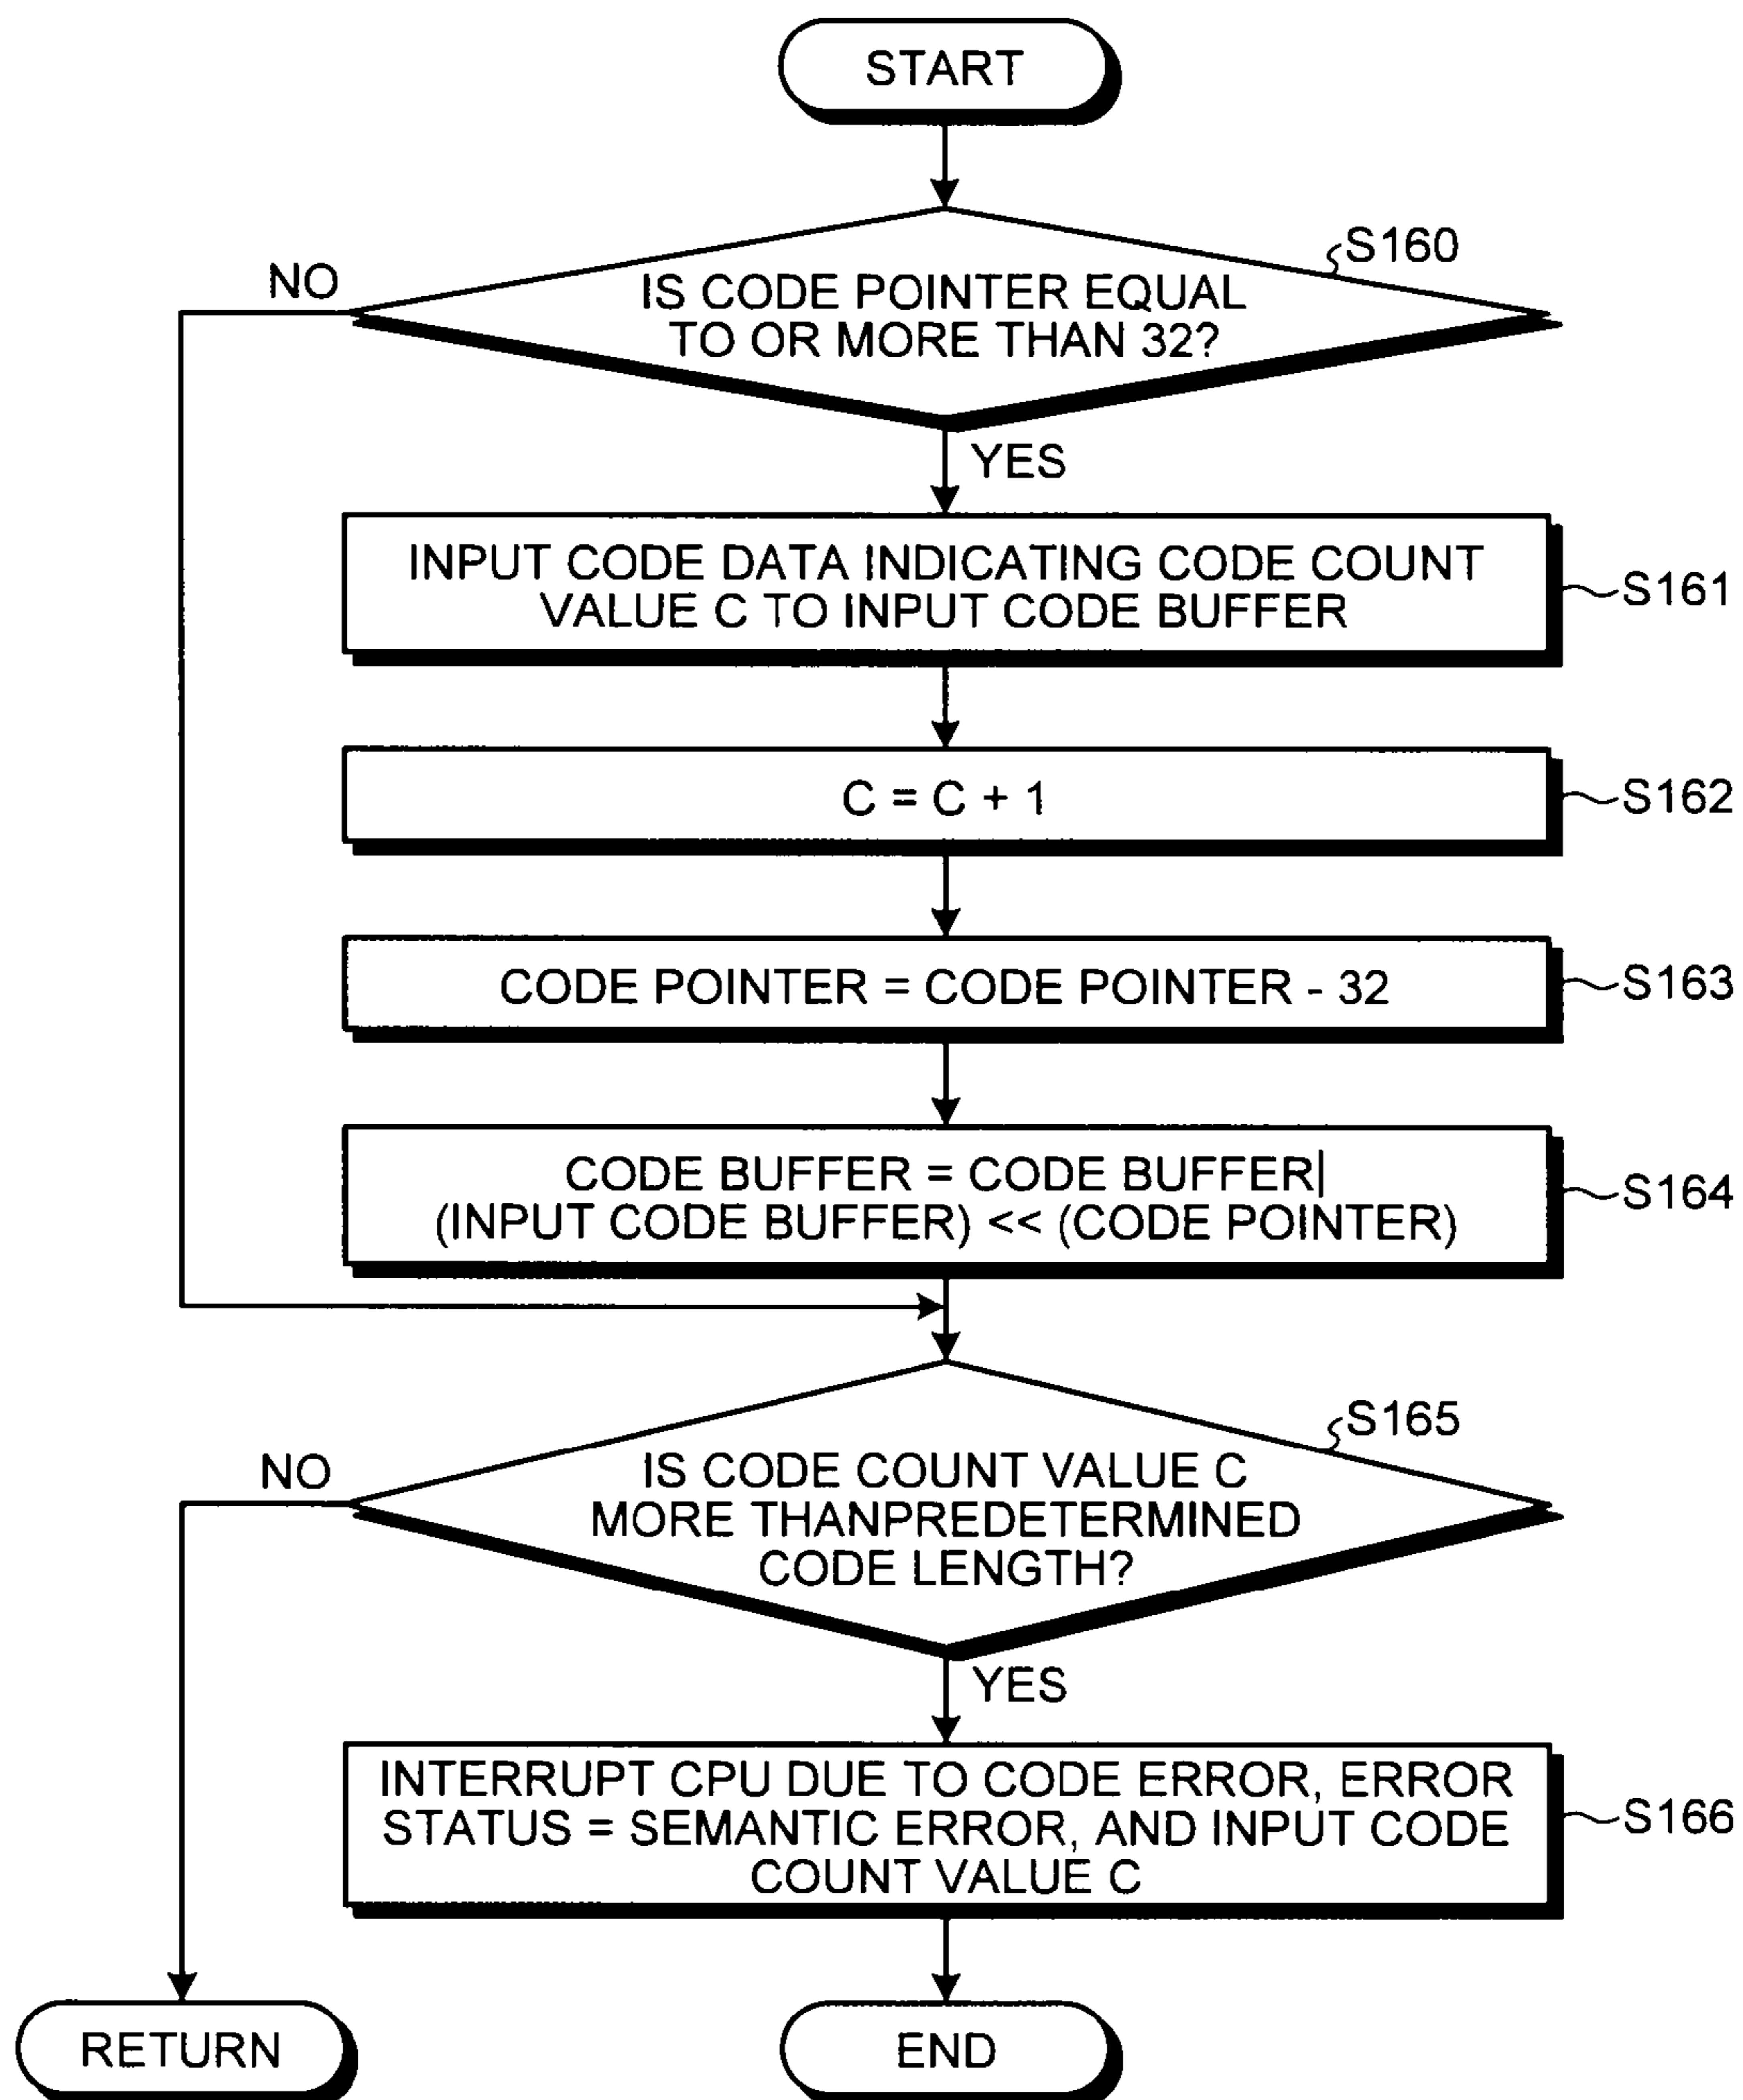 START
S160
NO
IS CODE POINTER EQUAL
TO OR MORE THAN 32?
YES
INPUT CODE DATA INDICATING CODE COUNT
VALUE C TO INPUT CODE BUFFER
S161
C = C + 1
S162
CODE POINTER = CODE POINTER - 32
S163
CODE BUFFER = CODE BUFFER|
(INPUT CODE BUFFER) << (CODE POINTER)
S164
S165
NO
IS CODE COUNT VALUE C
MORE THANPREDETERMINED
CODE LENGTH?
YES
INTERRUPT CPU DUE TO CODE ERROR, ERROR
STATUS = SEMANTIC ERROR, AND INPUT CODE
COUNT VALUE C
S166
RETURN
END